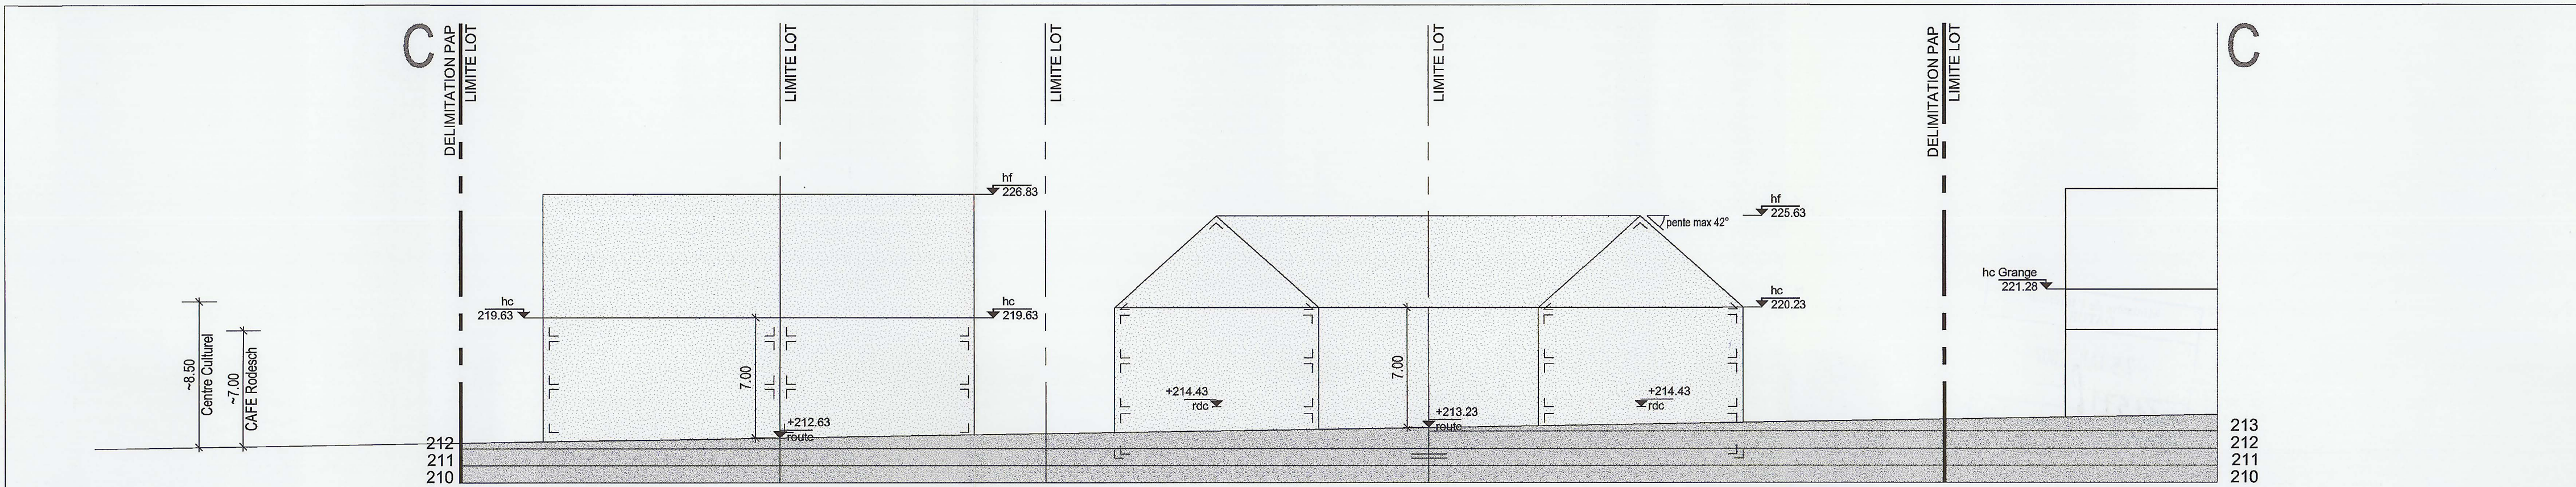 C
DELIMITATION PAP
LIMITE LOT
LIMITE LOT
LIMITE LOT
LIMITE LOT
DELIMITATION PAP
LIMITE LOT
C
hf
226.83
hf
225.63
pente max 42°
hc Grange
221.28
hc
219.63
hc
219.63
hc
220.23
~8.50
Centre Culturel
~7.00
CAFE Rodesch
7.00
7.00
+214.43
rdc
+214.43
rdc
+212.63
route
+213.23
route
212
211
210
213
212
211
210